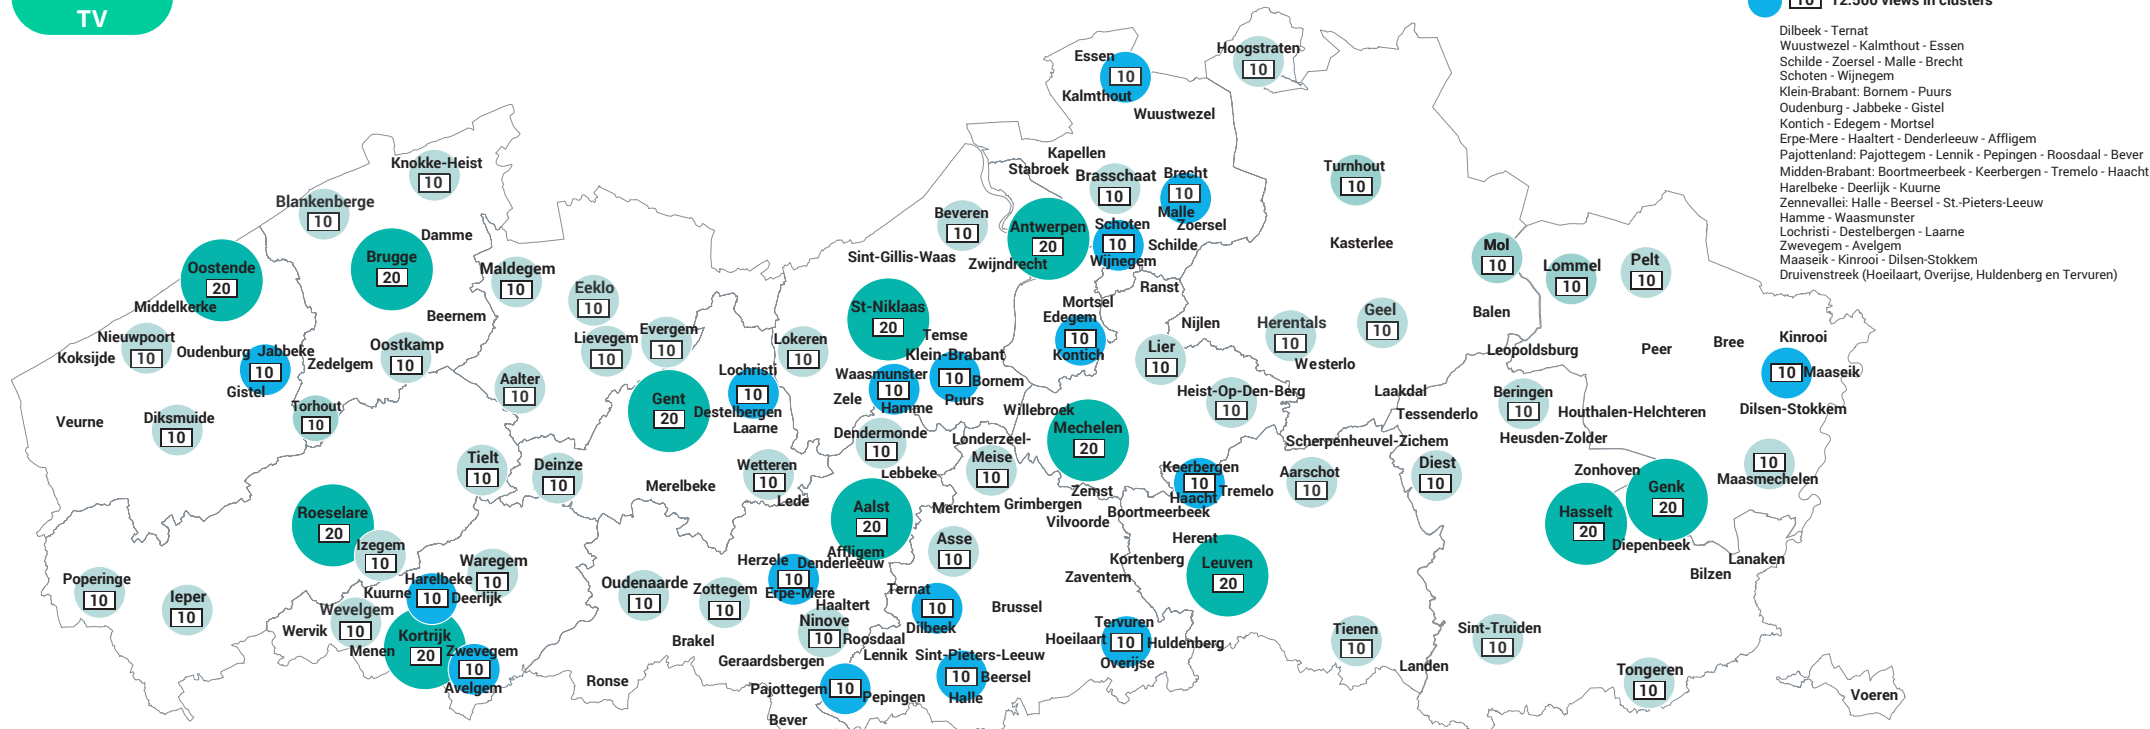 TV
10 12.500 views in clusters
Dilbeek - Ternat
Wuustwezel - Kalmthout - Essen
Schilde - Zoersel - Malle - Brecht
Schoten - Wijnegem
Klein-Brabant: Bornem - Puurs
Oudenburg - Jabbeke - Gistel
Kontich - Edegem - Mortsel
Erpe-Mere - Haaltert - Denderleeuw - Affligem
Pajottenland: Pajottegem - Lennik - Pepingen - Roosdaal - Bever
Midden-Brabant: Boortmeerbeek - Keerbergen - Tremelo - Haacht
Harelbeke - Deerlijk - Kuurne
Zennevallei: Halle - Beersel - St.-Pieters-Leeuw
Hamme - Waasmunster
Lochristi - Destelbergen - Laarne
Zwevegem - Avelgem
Maaseik - Kinrooi - Dilsen-Stokkem
Druivenstreek (Hoeilaart, Overijse, Huldenberg en Tervuren)
Knokke-Heist
10
Blankenberge
10
Damme
Brugge
20
Oostende
20
Middelkerke
Beernem
Nieuwpoort
10
Koksijde
Oudenburg
Jabbeke
10
Gistel
Zedelgem
Oostkamp
10
Torhout
10
Veurne
Diksmuide
10
Tielt
10
Roeselare
20
Izegem
10
Waregem
10
Harelbeke
Kuurne
10
Deerlijk
Poperinge
10
Ieper
10
Wevelgem
10
Wervik
Menen
Kortrijk
20
Zwevegem
10
Avelgem
Maldegem
10
Eeklo
10
Lievegem
10
Evergem
10
Aalter
10
Lochristi
10
Destelbergen
Laarne
Gent
20
Deinze
10
Merelbeke
Wetteren
10
Lede
Lokeren
10
Beveren
10
Sint-Gillis-Waas
Zwijndrecht
St-Niklaas
20
Temse
Klein-Brabant
10
Bornem
Puurs
Waasmunster
10
Hamme
Zele
Dendermonde
10
Lebbeke
Aalst
20
Affligem
Denderleeuw
Herzele
10
Erpe-Mere
Haaltert
Oudenaarde
10
Zottegem
10
Ninove
10
Brakel
Geraardsbergen
Ronse
Roosdaal
Lennik
Pajottegem
10
Pepingen
Bever
Essen
10
Kalmthout
Wuustwezel
Hoogstraten
10
Kapellen
Stabroek
Brasschaat
10
Brecht
10
Malle
Zoersel
Antwerpen
20
Schoten
10
Wijnegem
Schilde
Ranst
Mortsel
Edegem
10
Kontich
Nijlen
Lier
10
Turnhout
10
Kasterlee
Herentals
10
Geel
10
Westerlo
Mol
10
Balen
Laakdal
Heist-Op-Den-Berg
10
Willebroek
Mechelen
20
Londerzeel-
Meise
10
Merchtem
Grimbergen
Zemst
Vilvoorde
Asse
10
Keerbergen
10
Haacht
Tremelo
Boortmeerbeek
Herent
Kortenberg
Leuven
20
Zaventem
Ternat
10
Dilbeek
Brussel
Tervuren
Hoeilaart
10
Huldenberg
Overijse
Sint-Pieters-Leeuw
10
Beersel
Halle
Scherpenheuvel-Zichem
Aarschot
10
Diest
10
Tienen
10
Landen
Lommel
10
Pelt
10
Leopoldsburg
Peer
Bree
Kinrooi
10
Maaseik
Dilsen-Stokkem
Beringen
10
Tessenderlo
Houthalen-Helchteren
Heusden-Zolder
Zonhoven
10
Maasmechelen
Genk
20
Hasselt
20
Diepenbeek
Lanaken
Bilzen
Sint-Truiden
10
Tongeren
10
Voeren